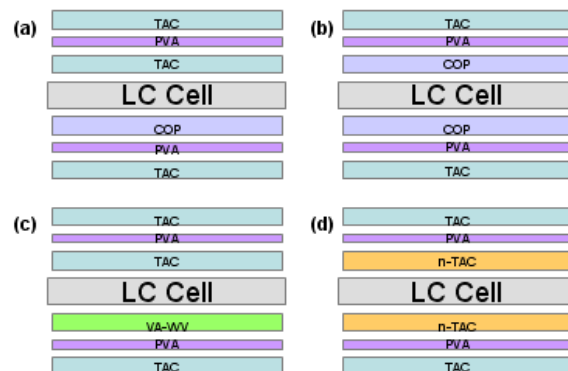 (a)
TAC
PVA
TAC
LC Cell
COP
PVA
TAC
(b)
TAC
PVA
COP
LC Cell
COP
PVA
TAC
(c)
TAC
PVA
TAC
LC Cell
VA-WV
PVA
TAC
(d)
TAC
PVA
n-TAC
LC Cell
n-TAC
PVA
TAC